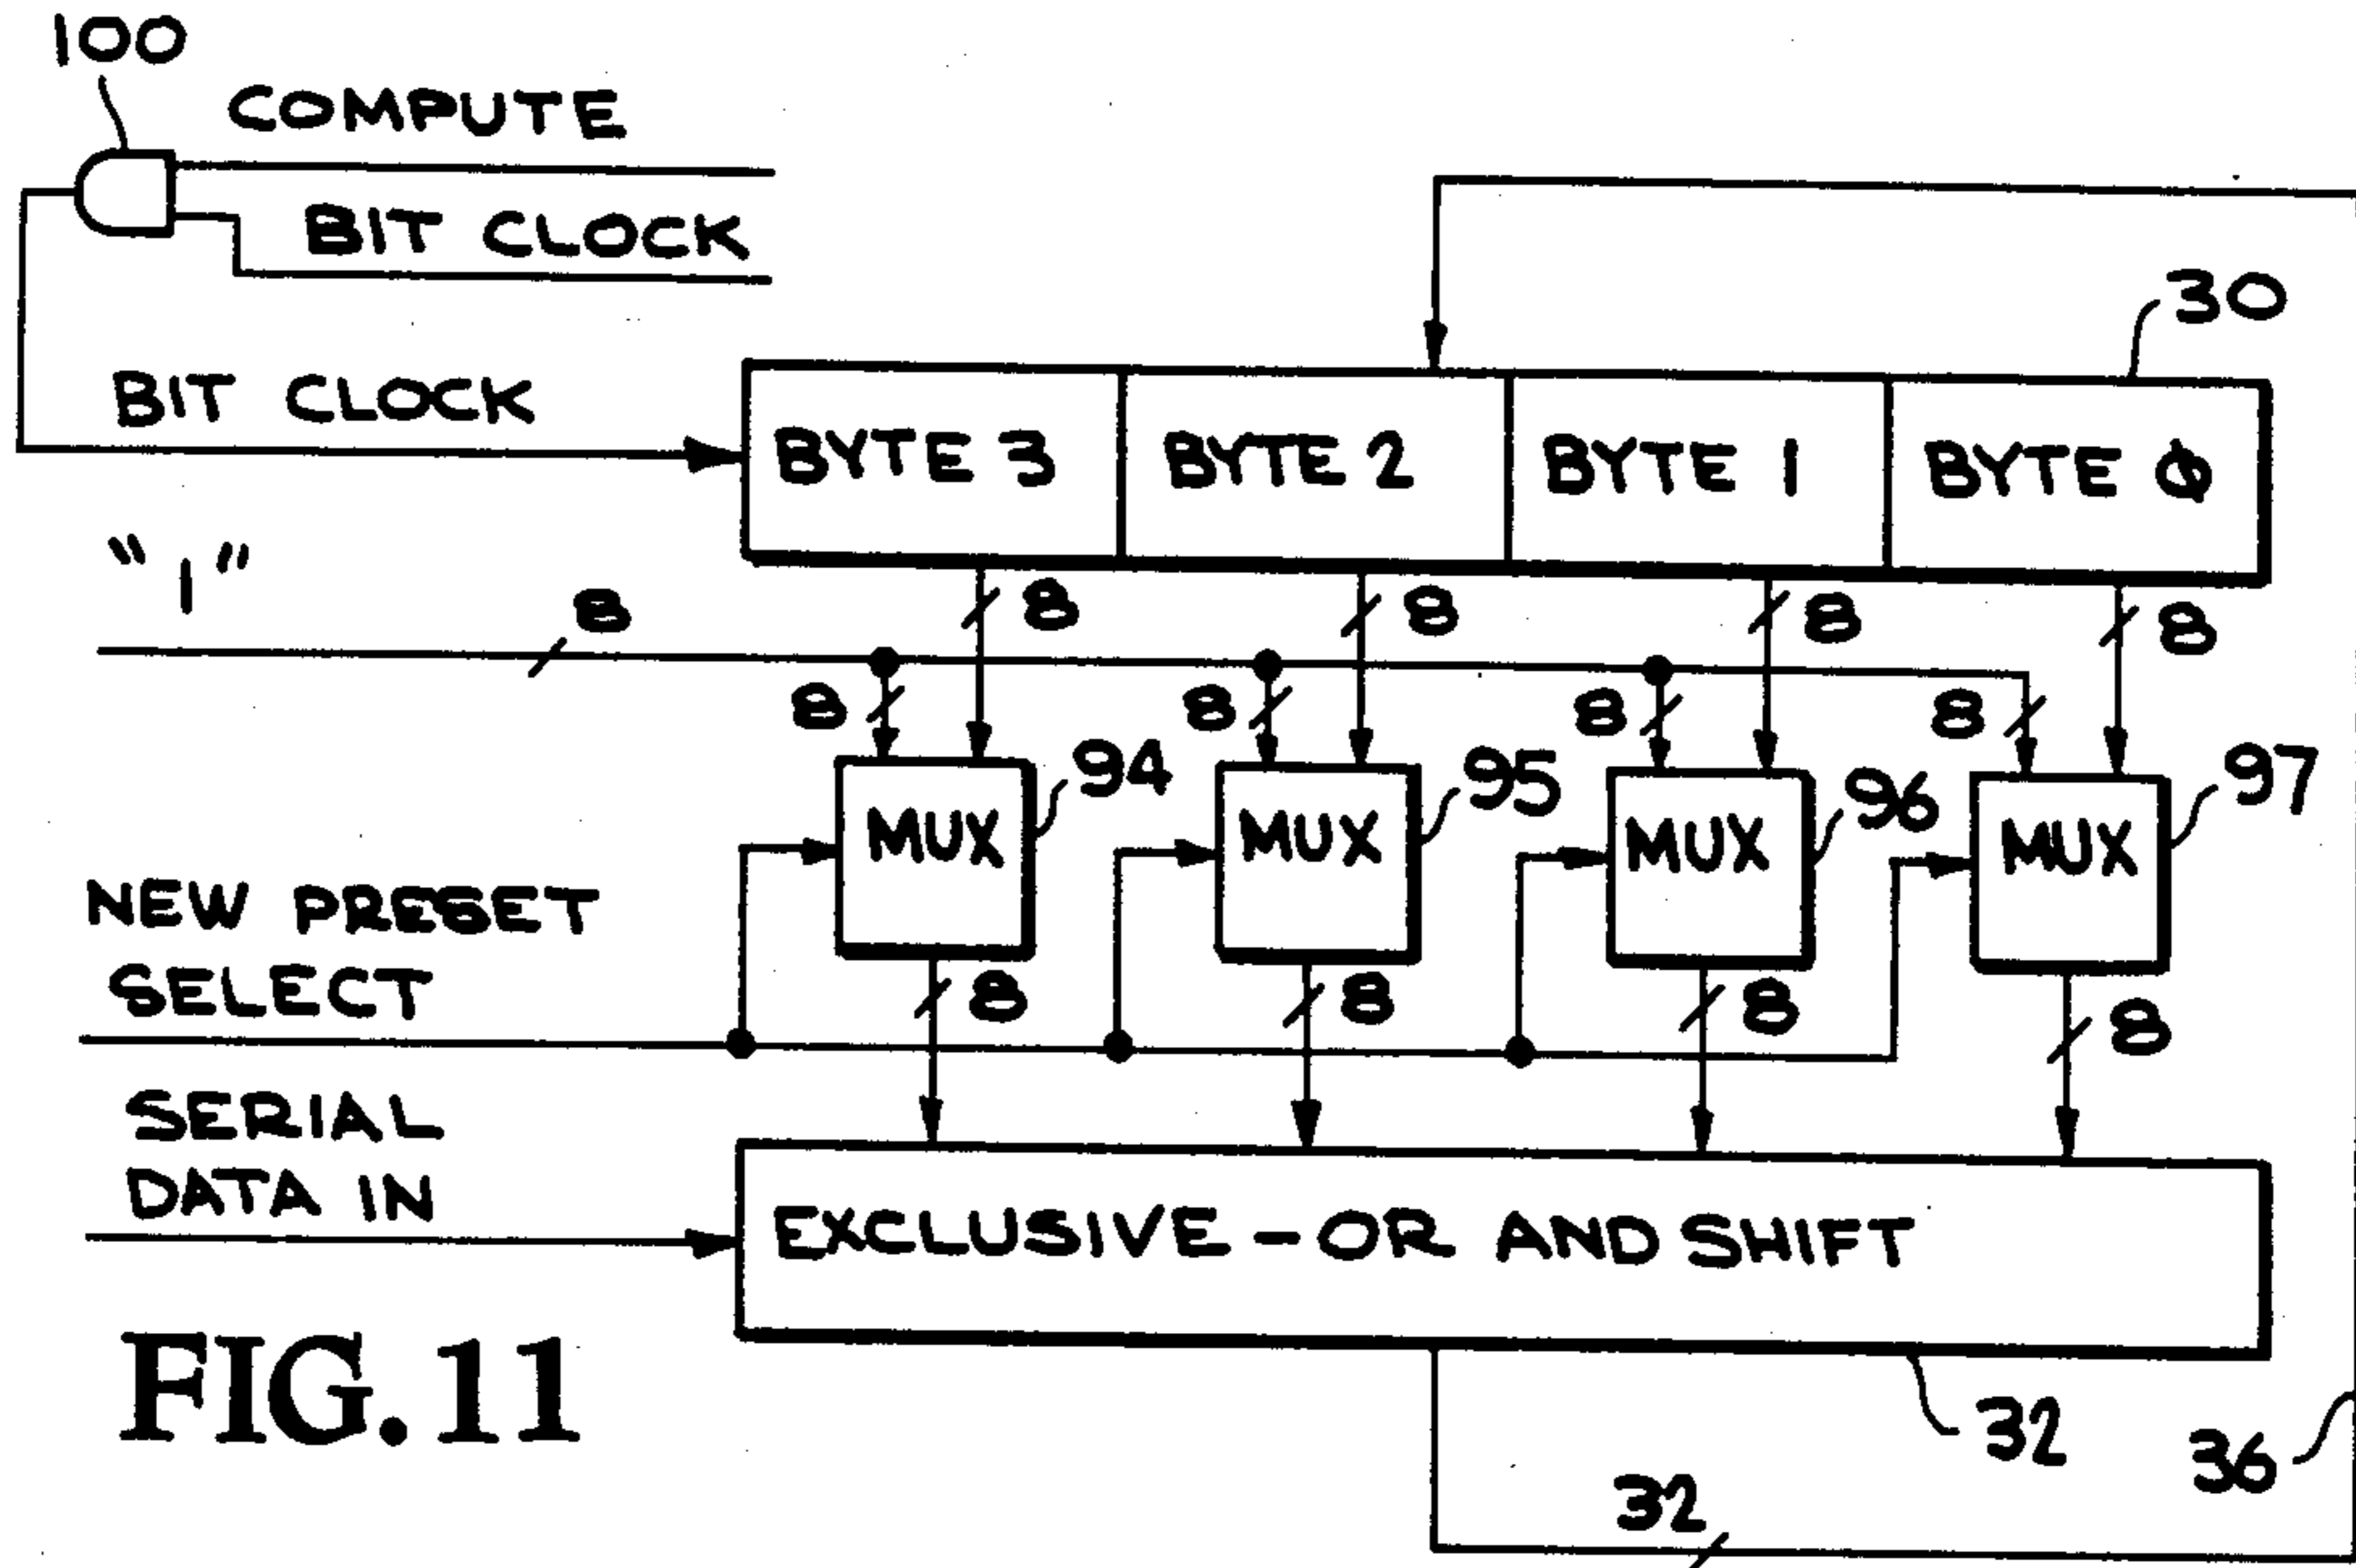 100
COMPUTE
BIT CLOCK
30
BIT CLOCK
BYTE 3
BYTE 2
BYTE 1
BYTE 0
"1"
8
8
8
8
8
8
8
8
8
94
95
96
97
MUX
MUX
MUX
MUX
NEW PRESET
SELECT
8
8
8
8
SERIAL
DATA IN
EXCLUSIVE-OR AND SHIFT
FIG. 11
32
36
32